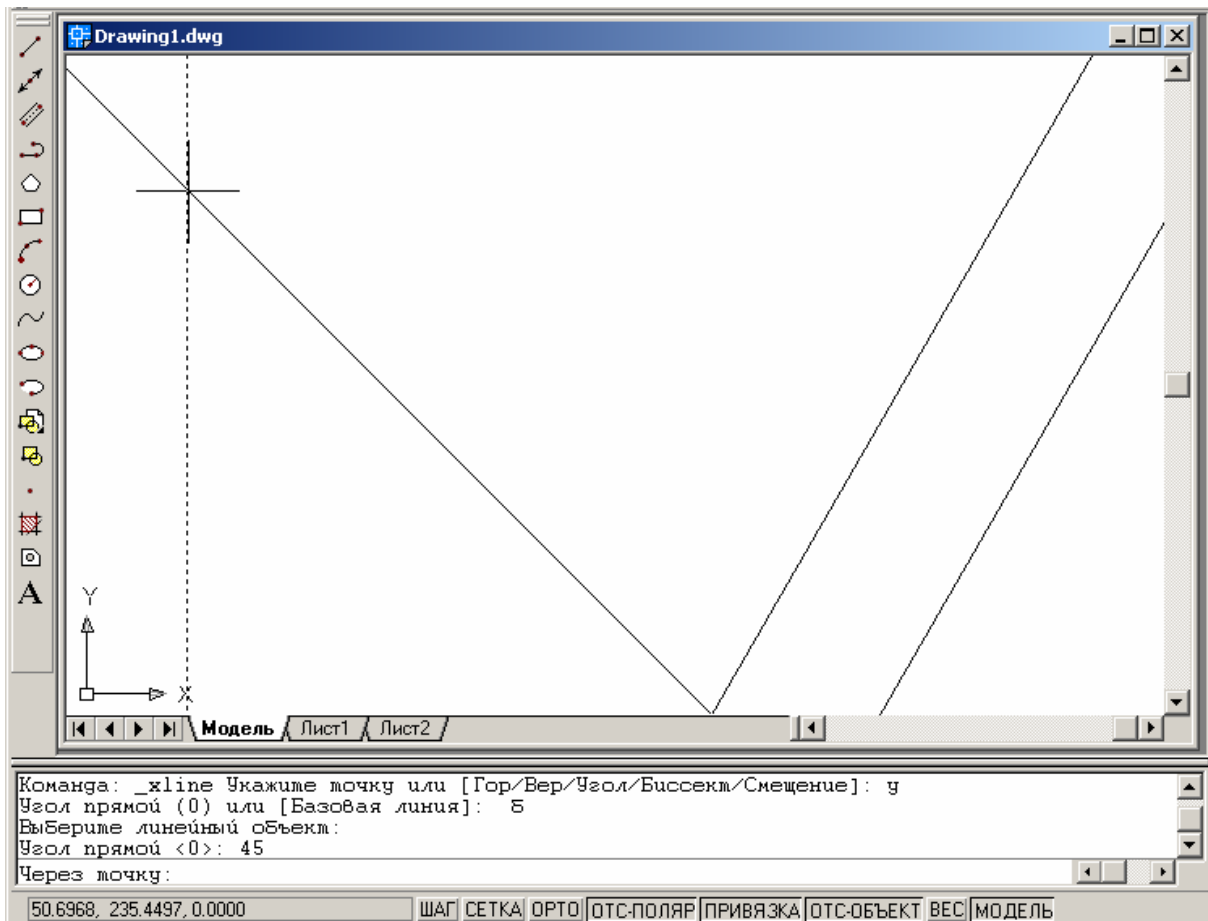 Drawing1.dwg
A
Y
X
Модель Лист1 Лист2
Команда: _xline Укажите точку или [Гор/Вер/Угол/Биссект/Смещение]: у
Угол прямой (0) или [Базовая линия]: Б
Выберите линейный объект:
Угол прямой <0>: 45
Через точку:
50.6968, 235.4497, 0.0000 ШАГ СЕТКА ОРТО ОТС-ПОЛЯР ПРИВЯЗКА ОТС-ОБЪЕКТ ВЕС МОДЕЛЬ